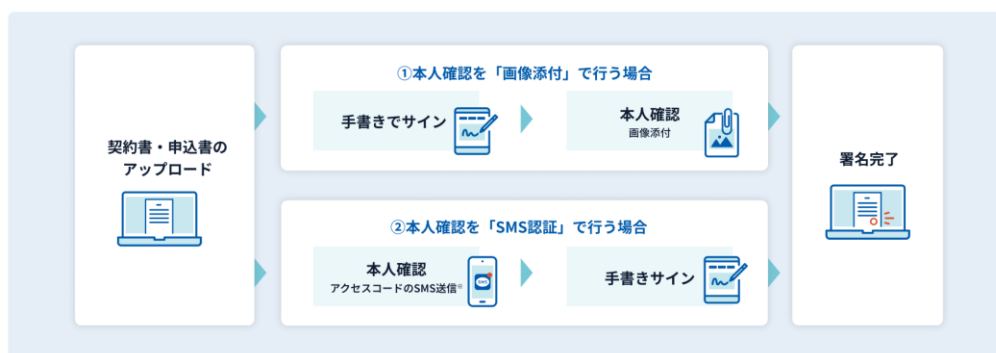 契約書・申込書の
アップロード
①本人確認を「画像添付」で行う場合
手書きでサイン
本人確認
画像添付
②本人確認を「SMS認証」で行う場合
本人確認
アクセスコードのSMS送信※
SMS
手書きサイン
署名完了